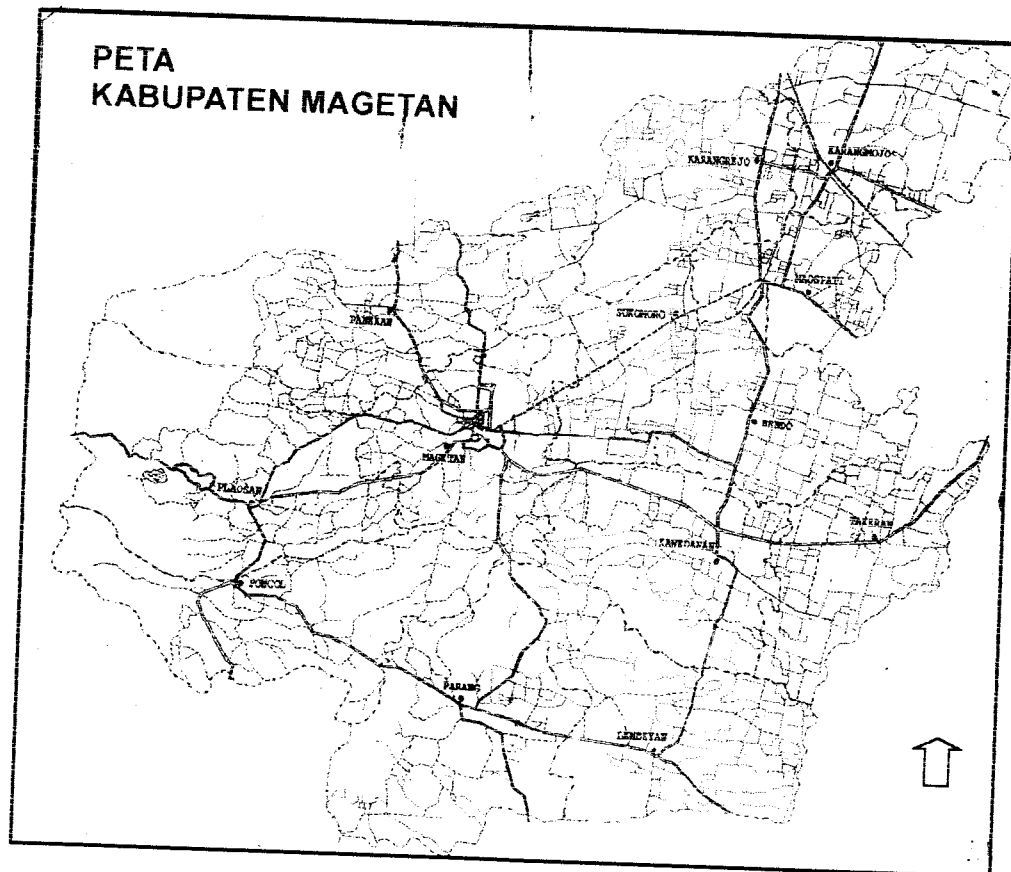 PETA
KABUPATEN MAGETAN
KARANGREJO
KARANGMOJO
MAOSPATI
SUKOMORO
PANEKAN
BENDO
MAGETAN
PLAOSAN
TAKERAN
KAWEDANAN
PONCOL
PARANG
LEMBEYAN